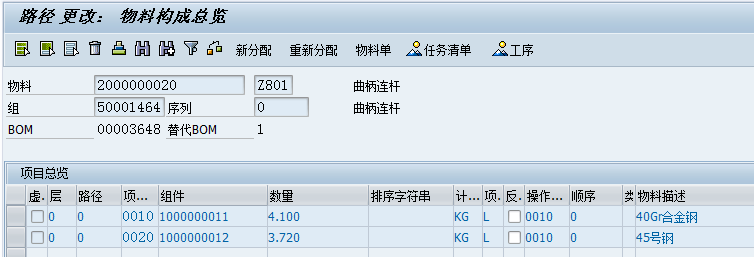 路径 更改： 物料构成总览
新分配 重新分配 物料单 任务清单 工序
物料 2000000020 Z801 曲柄连杆
组 50001464 序列 0 曲柄连杆
BOM 00003648 替代BOM 1
项目总览
虚. 层 路径 项... 组件 数量 排序字符串 计... 项. 反. 操作... 顺序 类 物料描述
0 0 0010 1000000011 4.100 KG L 0010 0 40Gr合金钢
0 0 0020 1000000012 3.720 KG L 0010 0 45号钢